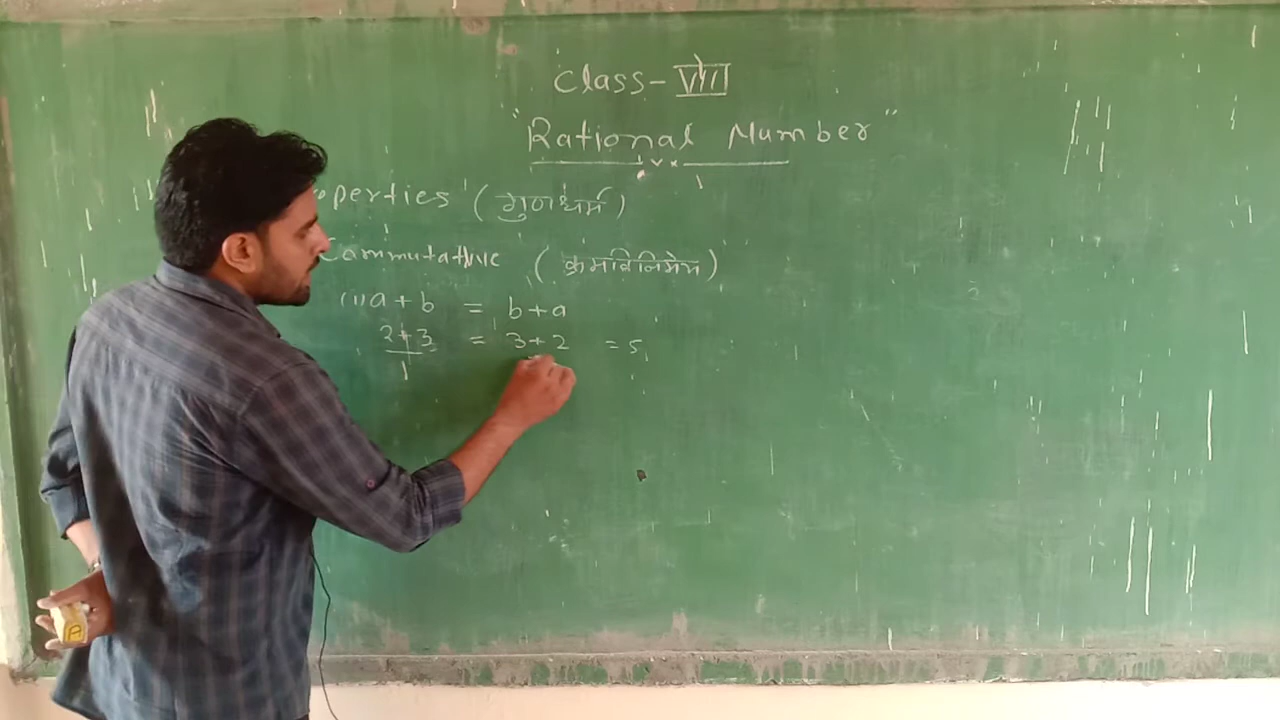 Class-VIII
"Rational Number"
operties' (गुणधर्म)
Commutative (क्रमविनिमेय)
(1) a + b = b + a
2 + 3 = 3 + 2 = 5
1